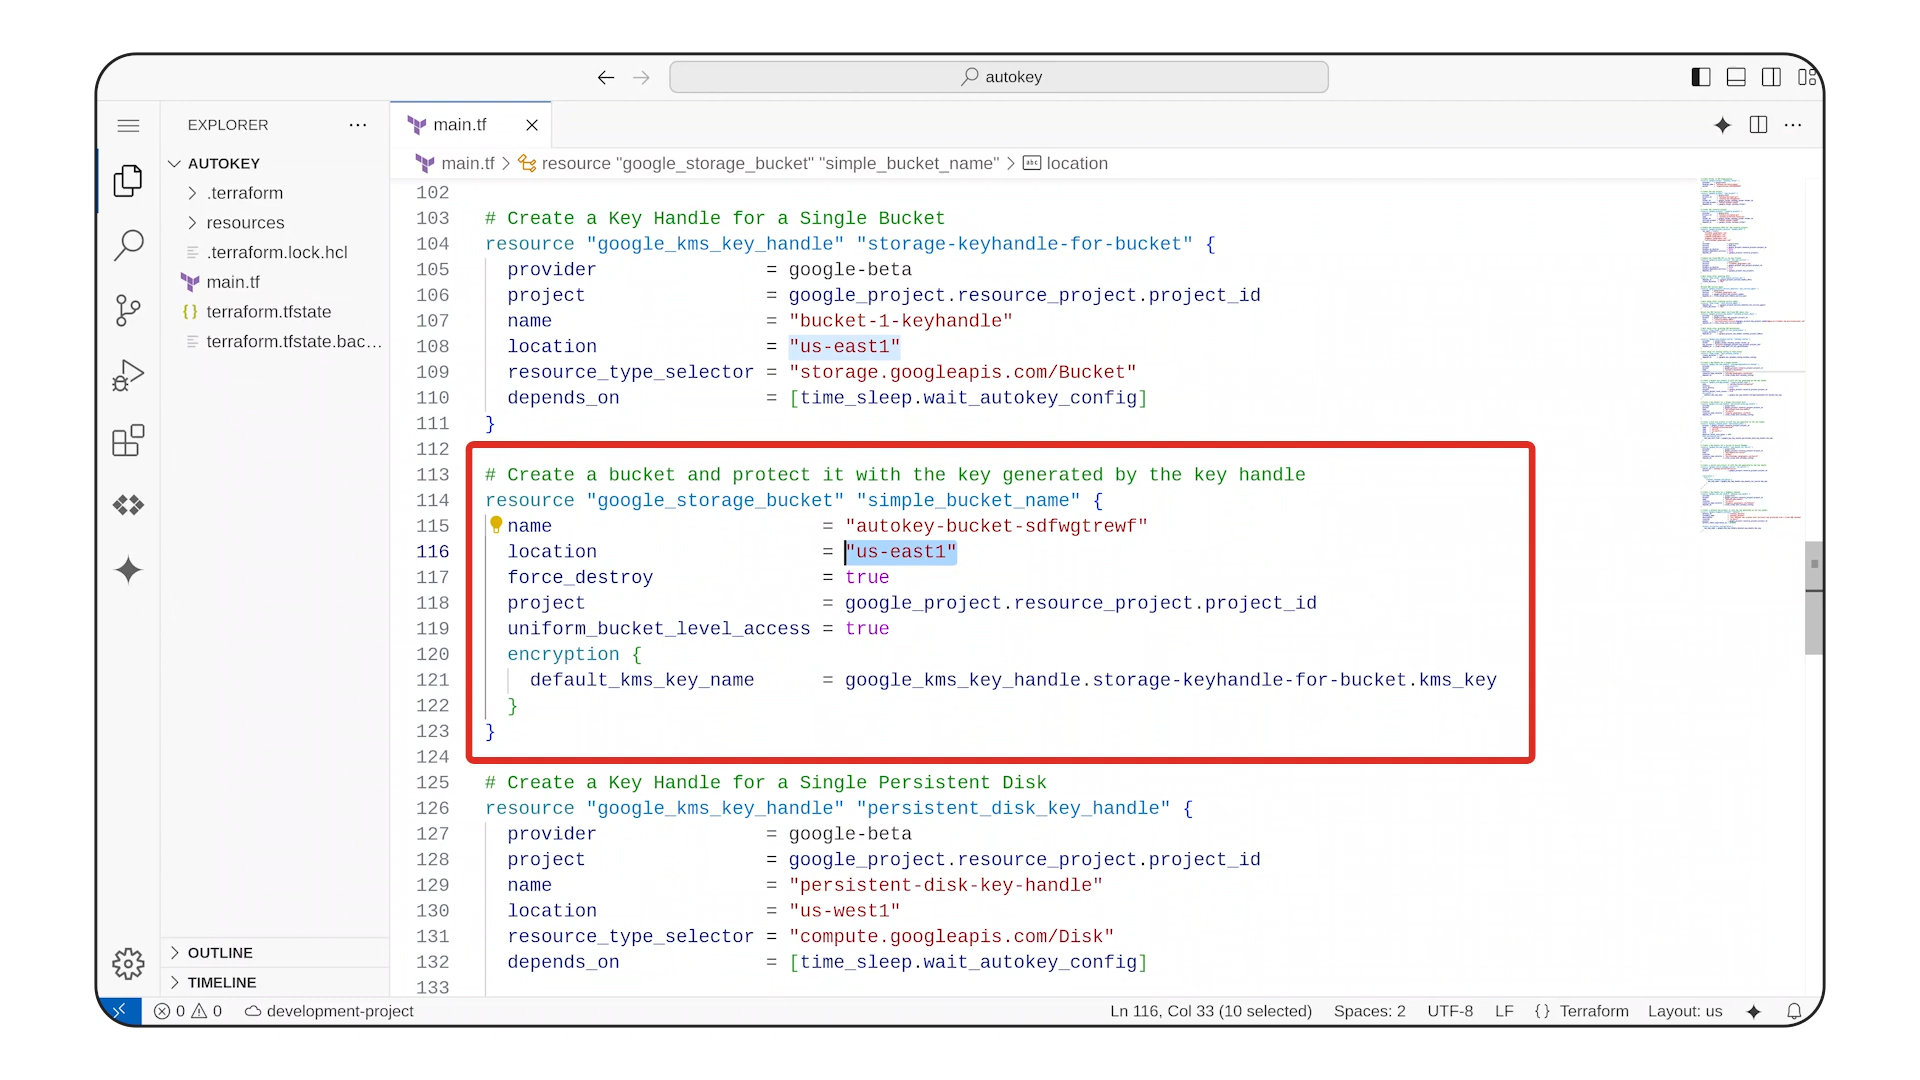 autokey
EXPLORER
main.tf
AUTOKEY
main.tf > resource "google_storage_bucket" "simple_bucket_name" > location
.terraform
resources
.terraform.lock.hcl
main.tf
{} terraform.tfstate
terraform.tfstate.bac...
102
103 # Create a Key Handle for a Single Bucket
104 resource "google_kms_key_handle" "storage-keyhandle-for-bucket" {
105 provider = google-beta
106 project = google_project.resource_project.project_id
107 name = "bucket-1-keyhandle"
108 location = "us-east1"
109 resource_type_selector = "storage.googleapis.com/Bucket"
110 depends_on = [time_sleep.wait_autokey_config]
111 }
112
113 # Create a bucket and protect it with the key generated by the key handle
114 resource "google_storage_bucket" "simple_bucket_name" {
115 name = "autokey-bucket-sdfwgtrewf"
116 location = "us-east1"
117 force_destroy = true
118 project = google_project.resource_project.project_id
119 uniform_bucket_level_access = true
120 encryption {
121 default_kms_key_name = google_kms_key_handle.storage-keyhandle-for-bucket.kms_key
122 }
123 }
124
125 # Create a Key Handle for a Single Persistent Disk
126 resource "google_kms_key_handle" "persistent_disk_key_handle" {
127 provider = google-beta
128 project = google_project.resource_project.project_id
129 name = "persistent-disk-key-handle"
130 location = "us-west1"
131 resource_type_selector = "compute.googleapis.com/Disk"
132 depends_on = [time_sleep.wait_autokey_config]
133
OUTLINE
TIMELINE
0 0 development-project
Ln 116, Col 33 (10 selected) Spaces: 2 UTF-8 LF {} Terraform Layout: us